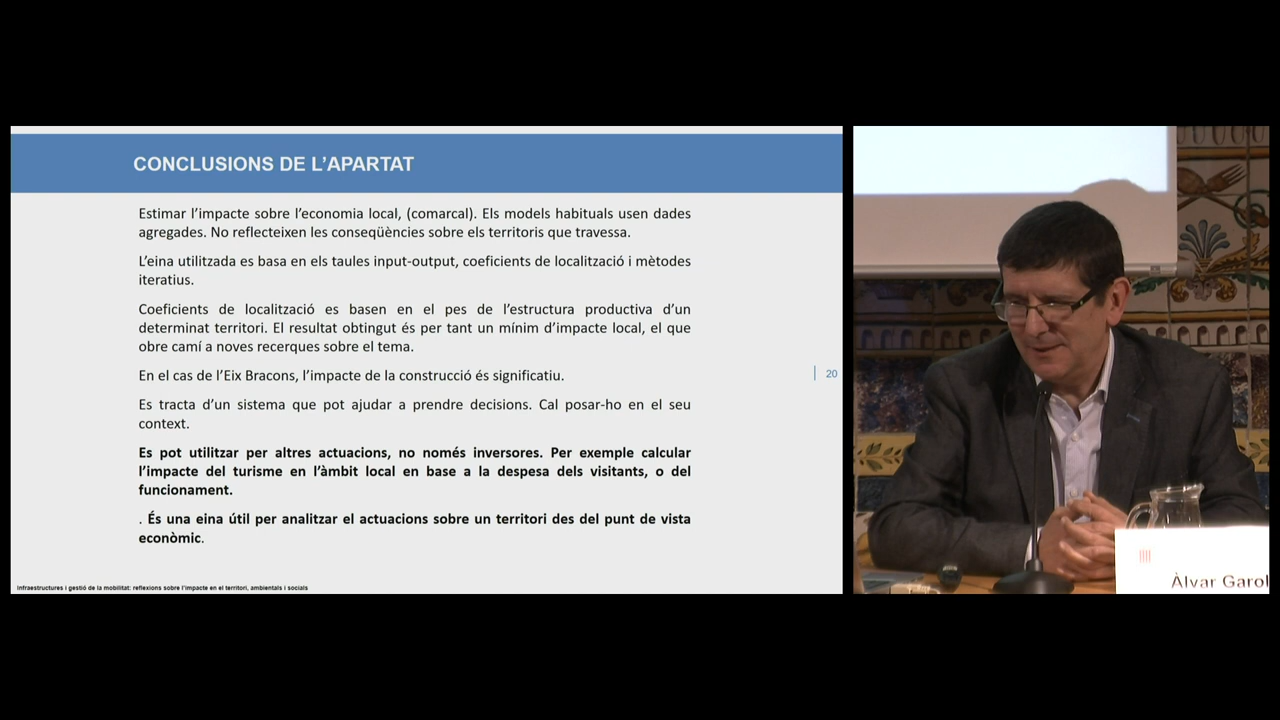 CONCLUSIONS DE L’APARTAT
Estimar l’impacte sobre l’economia local, (comarcal). Els models habituals usen dades
agregades. No reflecteixen les conseqüències sobre els territoris que travessa.
L’eina utilitzada es basa en els taules input-output, coeficients de localització i mètodes
iteratius.
Coeficients de localització es basen en el pes de l’estructura productiva d’un
determinat territori. El resultat obtingut és per tant un mínim d’impacte local, el que
obre camí a noves recerques sobre el tema.
En el cas de l’Eix Bracons, l’impacte de la construcció és significatiu.
Es tracta d’un sistema que pot ajudar a prendre decisions. Cal posar-ho en el seu
context.
Es pot utilitzar per altres actuacions, no només inversores. Per exemple calcular
l’impacte del turisme en l’àmbit local en base a la despesa dels visitants, o del
funcionament.
. És una eina útil per analitzar el actuacions sobre un territori des del punt de vista
econòmic.
20
Infraestructures i gestió de la mobilitat: reflexions sobre l’impacte en el territori, ambientals i socials
Àlvar Garol